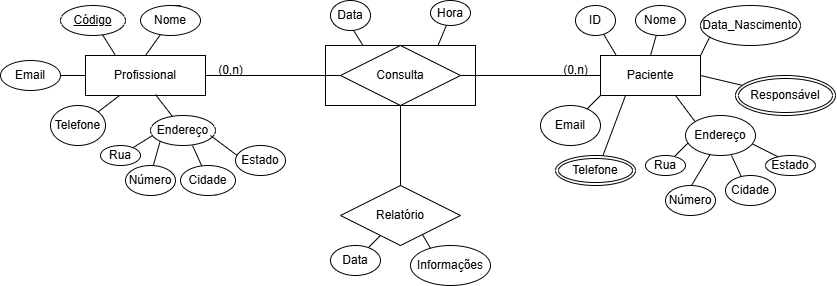 Código
Nome
Data
Hora
ID
Nome
Data_Nascimento
Email
Profissional
(0,n)
Consulta
(0,n)
Paciente
Responsável
Telefone
Endereço
Email
Endereço
Rua
Número
Cidade
Estado
Telefone
Rua
Número
Cidade
Estado
Relatório
Data
Informações